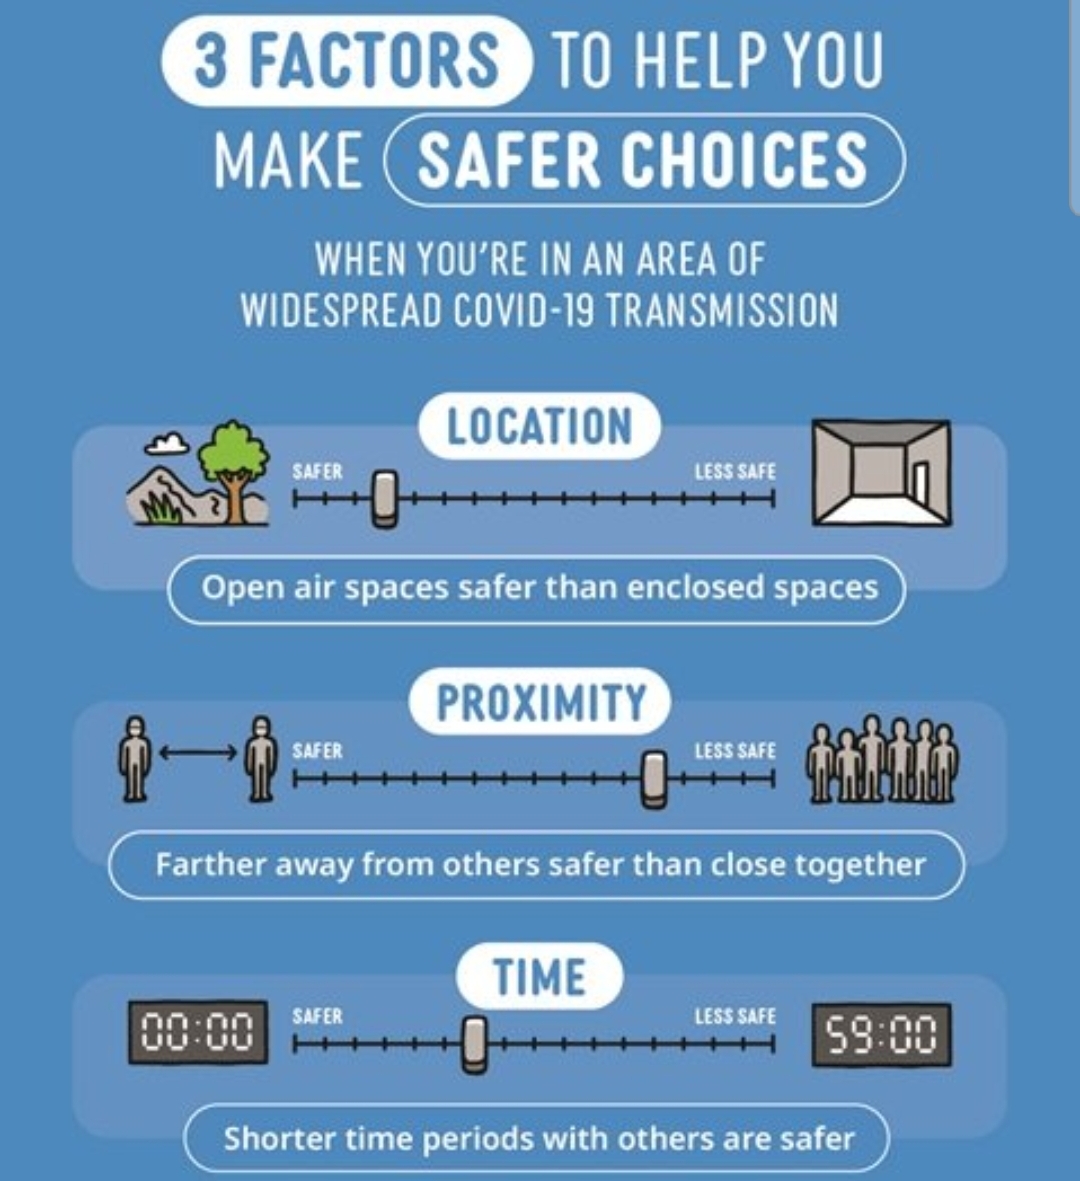 3 FACTORS TO HELP YOU
MAKE SAFER CHOICES
WHEN YOU'RE IN AN AREA OF
WIDESPREAD COVID-19 TRANSMISSION
LOCATION
SAFER
LESS SAFE
Open air spaces safer than enclosed spaces
PROXIMITY
SAFER
LESS SAFE
Farther away from others safer than close together
TIME
00:00
SAFER
LESS SAFE
59:00
Shorter time periods with others are safer